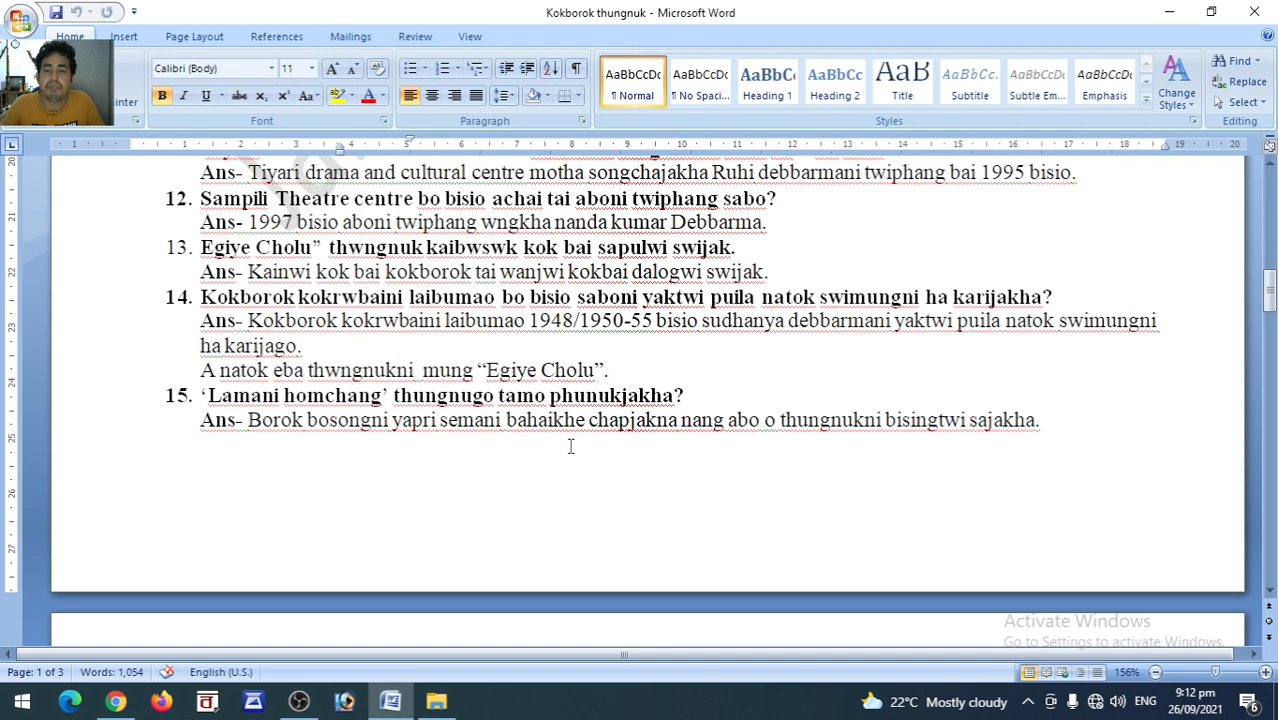 Kokborok thungnuk - Microsoft Word
Home Insert Page Layout References Mailings Review View
Calibri (Body) 11
AaBbCcDc AaBbCcDc AaBbC AaBbCc AaB AaBbCc. AaBbCcDc AaBbCcDc
¶ Normal ¶ No Spaci... Heading 1 Heading 2 Title Subtitle Subtle Em... Emphasis
Change Styles
Find
Replace
Select
Font Paragraph Styles Editing
Ans- Tiyari drama and cultural centre motha songchajakha Ruhi debbarmani twiphang bai 1995 bisio.
12. Sampili Theatre centre bo bisio achai tai aboni twiphang sabo?
Ans- 1997 bisio aboni twiphang wngkha nanda kumar Debbarma.
13. Egiye Cholu” thwngnuk kaibwswk kok bai sapulwi swijak.
Ans- Kainwi kok bai kokborok tai wanjwi kokbai dalogwi swijak.
14. Kokborok kokrwbaini laibumao bo bisio saboni yaktwi puila natok swimungni ha karijakha?
Ans- Kokborok kokrwbaini laibumao 1948/1950-55 bisio sudhanya debbarmani yaktwi puila natok swimungni
ha karijago.
A natok eba thwngnukni mung “Egiye Cholu”.
15. ‘Lamani homchang’ thungnugo tamo phunukjakha?
Ans- Borok bosongni yapri semani bahaikhe chapjakna nang abo o thungnukni bisingtwi sajakha.
Activate Windows
Go to Settings to activate Windows.
Page: 1 of 3 Words: 1,054 English (U.S.) 156%
22°C Mostly cloudy ENG 9:12 pm
26/09/2021